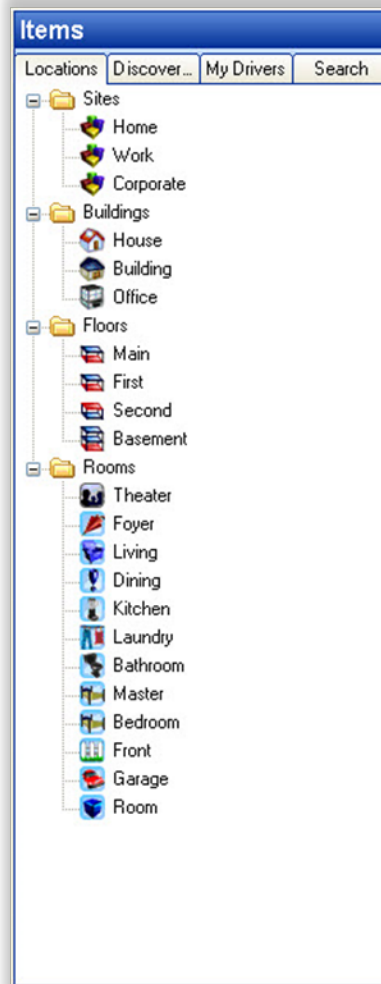 Items
Locations Discover... My Drivers Search
Sites
Home
Work
Corporate
Buildings
House
Building
Office
Floors
Main
First
Second
Basement
Rooms
Theater
Foyer
Living
Dining
Kitchen
Laundry
Bathroom
Master
Bedroom
Front
Garage
Room